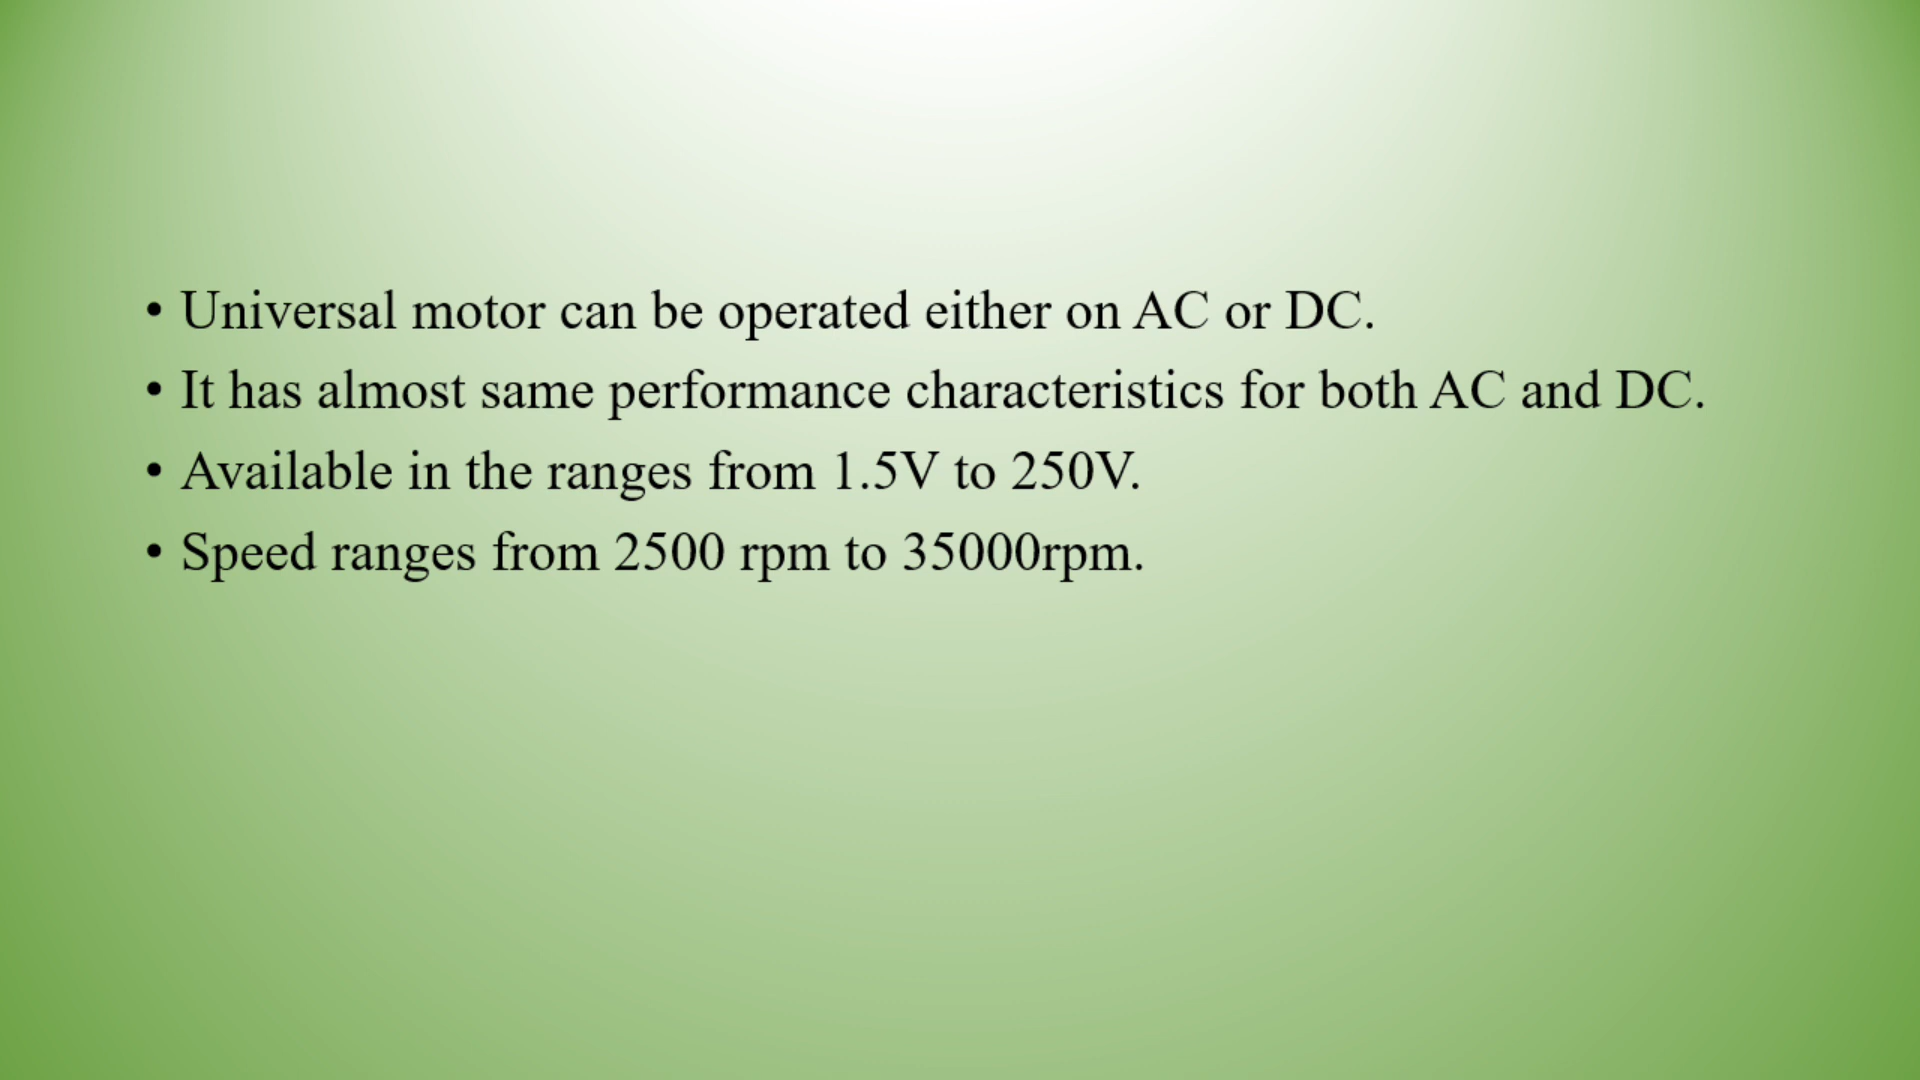 • Universal motor can be operated either on AC or DC.
• It has almost same performance characteristics for both AC and DC.
• Available in the ranges from 1.5V to 250V.
• Speed ranges from 2500 rpm to 35000rpm.